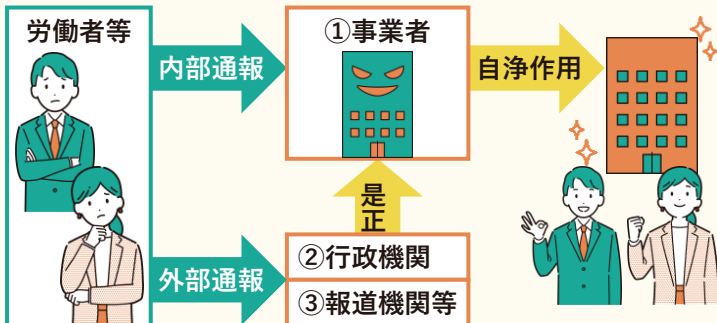 労働者等
内部通報
①事業者
自浄作用
是正
外部通報
②行政機関
③報道機関等